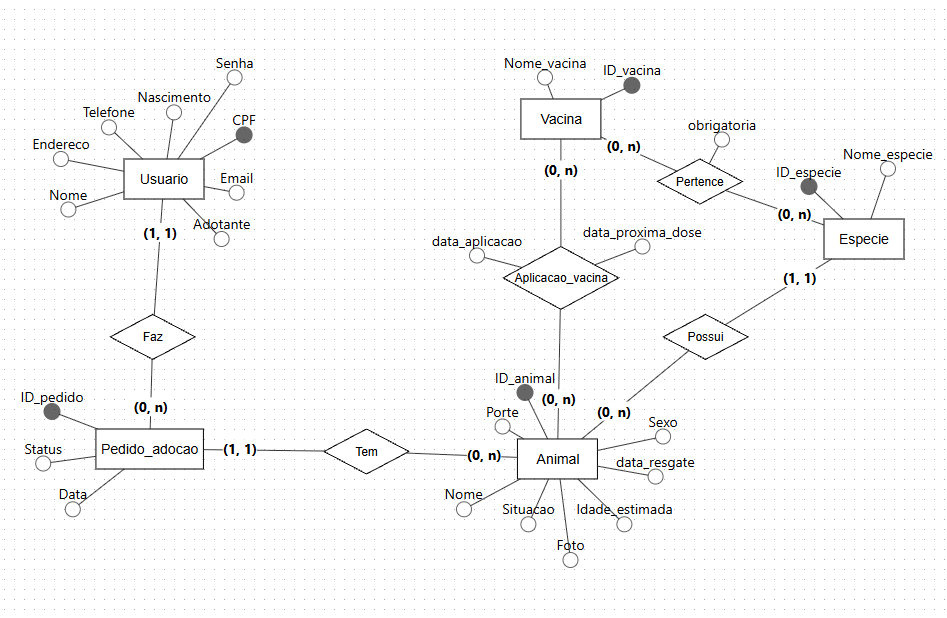 Senha
Nascimento
Telefone
CPF
Endereco
Usuario
Email
Nome
Adotante
(1, 1)
Faz
(0, n)
ID_pedido
Status
Pedido_adocao
Data
(1, 1)
Tem
(0, n)
Nome_vacina
ID_vacina
Vacina
(0, n)
(0, n)
obrigatoria
Pertence
(0, n)
ID_especie
Nome_especie
Especie
(1, 1)
Possui
(0, n)
data_aplicacao
data_proxima_dose
Aplicacao_vacina
(0, n)
ID_animal
Porte
Animal
Sexo
data_resgate
Nome
Situacao
Idade_estimada
Foto